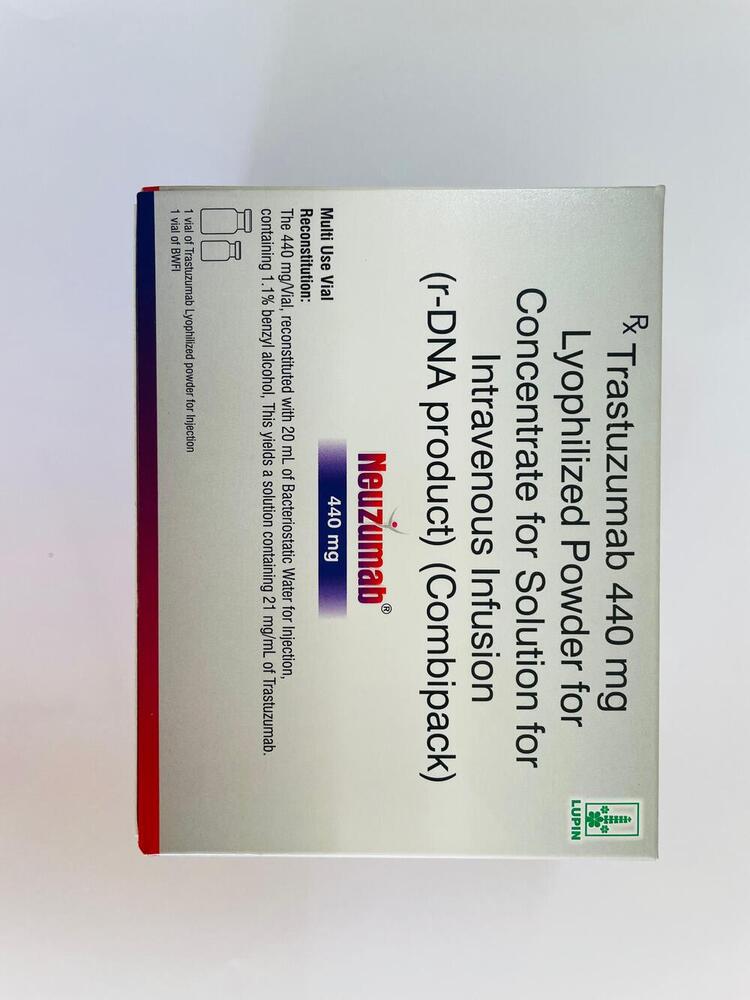 Rx Trastuzumab 440 mg
Lyophilized Powder for
Concentrate for Solution for
Intravenous Infusion
(r-DNA product) (Combipack)
LUPIN
Neuzumab®
440 mg
Multi Use Vial
Reconstitution:
The 440 mg/Vial, reconstituted with 20 mL of Bacteriostatic Water for Injection,
containing 1.1% benzyl alcohol, This yields a solution containing 21 mg/mL of Trastuzumab.
1 vial of Trastuzumab Lyophilized powder for Injection
1 vial of BWFI